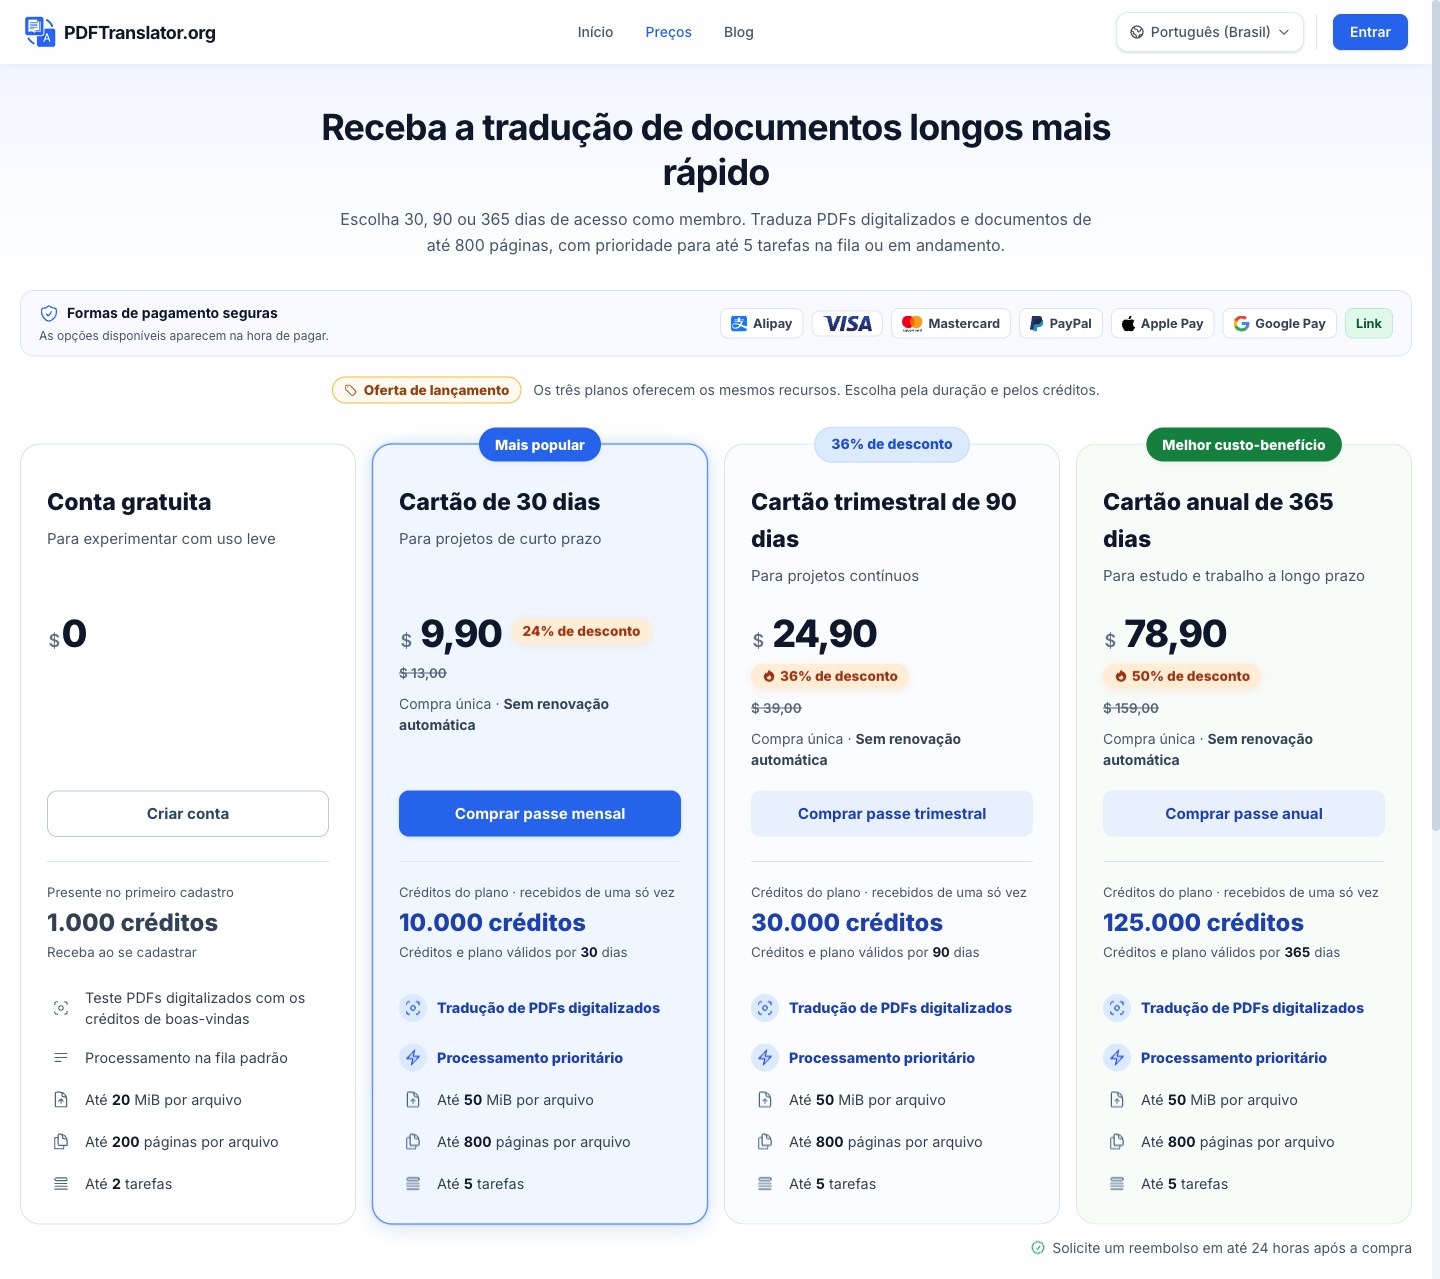 PDFTranslator.org
Início
Preços
Blog
Português (Brasil)
Entrar
Receba a tradução de documentos longos mais
rápido
Escolha 30, 90 ou 365 dias de acesso como membro. Traduza PDFs digitalizados e documentos de
até 800 páginas, com prioridade para até 5 tarefas na fila ou em andamento.
Formas de pagamento seguras
As opções disponíveis aparecem na hora de pagar.
Alipay
VISA
Mastercard
PayPal
Apple Pay
Google Pay
Link
Oferta de lançamento
Os três planos oferecem os mesmos recursos. Escolha pela duração e pelos créditos.
Conta gratuita
Para experimentar com uso leve
$0
Criar conta
Presente no primeiro cadastro
1.000 créditos
Receba ao se cadastrar
Teste PDFs digitalizados com os
créditos de boas-vindas
Processamento na fila padrão
Até 20 MiB por arquivo
Até 200 páginas por arquivo
Até 2 tarefas
Mais popular
Cartão de 30 dias
Para projetos de curto prazo
$ 9,90
24% de desconto
$ 13,00
Compra única · Sem renovação
automática
Comprar passe mensal
Créditos do plano · recebidos de uma só vez
10.000 créditos
Créditos e plano válidos por 30 dias
Tradução de PDFs digitalizados
Processamento prioritário
Até 50 MiB por arquivo
Até 800 páginas por arquivo
Até 5 tarefas
36% de desconto
Cartão trimestral de 90
dias
Para projetos contínuos
$ 24,90
36% de desconto
$ 39,00
Compra única · Sem renovação
automática
Comprar passe trimestral
Créditos do plano · recebidos de uma só vez
30.000 créditos
Créditos e plano válidos por 90 dias
Tradução de PDFs digitalizados
Processamento prioritário
Até 50 MiB por arquivo
Até 800 páginas por arquivo
Até 5 tarefas
Melhor custo-benefício
Cartão anual de 365
dias
Para estudo e trabalho a longo prazo
$ 78,90
50% de desconto
$ 159,00
Compra única · Sem renovação
automática
Comprar passe anual
Créditos do plano · recebidos de uma só vez
125.000 créditos
Créditos e plano válidos por 365 dias
Tradução de PDFs digitalizados
Processamento prioritário
Até 50 MiB por arquivo
Até 800 páginas por arquivo
Até 5 tarefas
Solicite um reembolso em até 24 horas após a compra